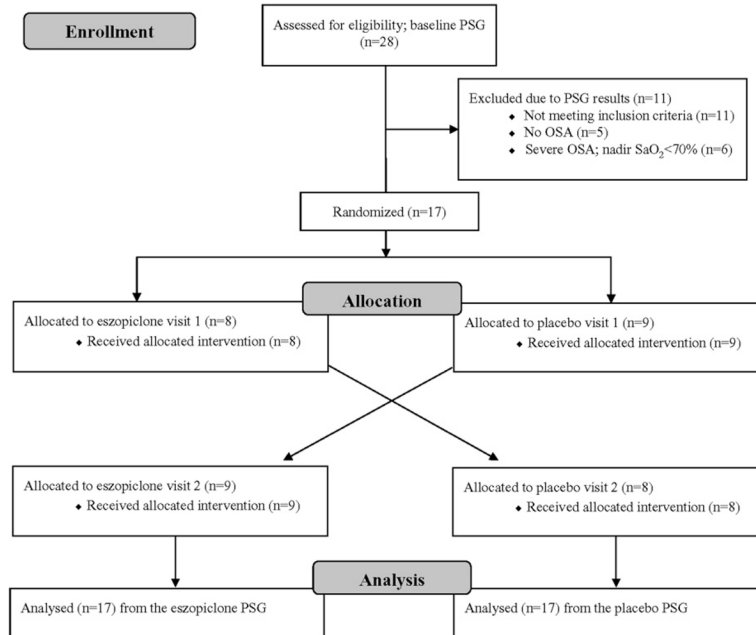 Enrollment
Assessed for eligibility; baseline PSG
(n=28)
Excluded due to PSG results (n=11)
◆ Not meeting inclusion criteria (n=11)
◆ No OSA (n=5)
◆ Severe OSA; nadir SaO₂<70% (n=6)
Randomized (n=17)
Allocation
Allocated to eszopiclone visit 1 (n=8)
◆ Received allocated intervention (n=8)
Allocated to placebo visit 1 (n=9)
◆ Received allocated intervention (n=9)
Allocated to eszopiclone visit 2 (n=9)
◆ Received allocated intervention (n=9)
Allocated to placebo visit 2 (n=8)
◆ Received allocated intervention (n=8)
Analysis
Analysed (n=17) from the eszopiclone PSG
Analysed (n=17) from the placebo PSG